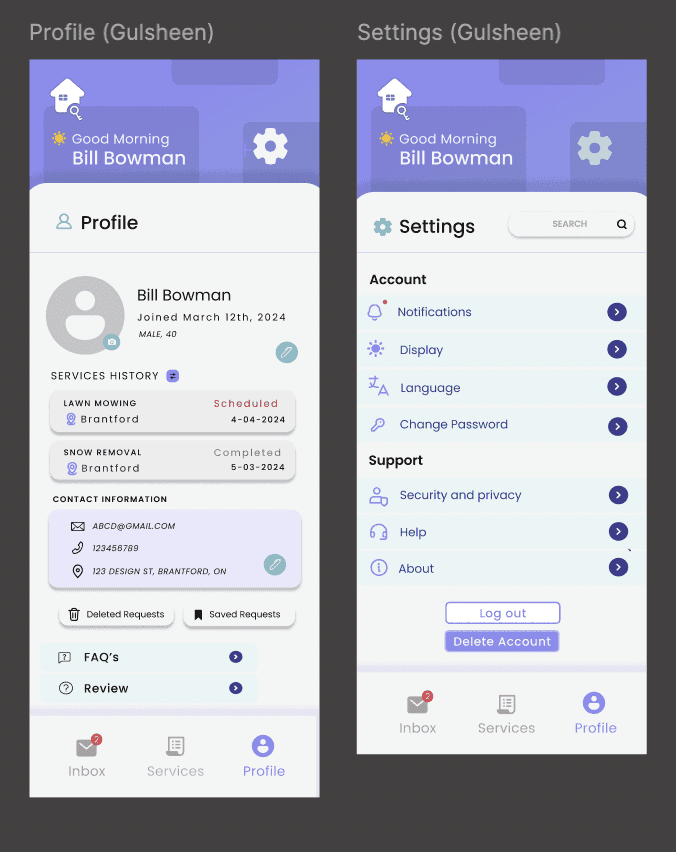 Profile (Gulsheen)
Good Morning
Bill Bowman
Profile
Bill Bowman
Joined March 12th, 2024
MALE, 40
SERVICES HISTORY
LAWN MOWING Scheduled
Brantford 4-04-2024
SNOW REMOVAL Completed
Brantford 5-03-2024
CONTACT INFORMATION
ABCD@GMAIL.COM
123456789
123 DESIGN ST, BRANTFORD, ON
Deleted Requests Saved Requests
FAQ's
Review
2
Inbox Services Profile
Settings (Gulsheen)
Good Morning
Bill Bowman
Settings SEARCH
Account
Notifications
Display
Language
Change Password
Support
Security and privacy
Help
About
Log out
Delete Account
2
Inbox Services Profile